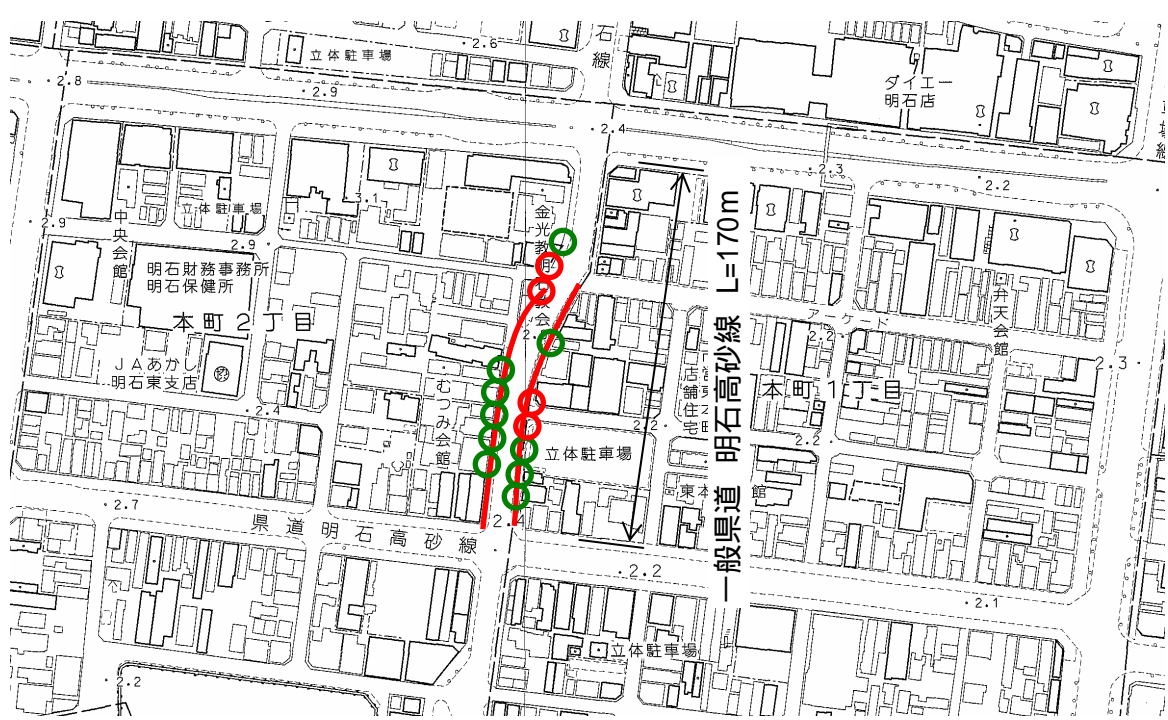 石線
立体駐車場
2.6
ダイエー
明石店
2.8
2.9
2.4
2.3
2.2
3.1
立体駐車場
2.9
中央会館
2.9
金光教明石教会
明石財務事務所
明石保健所
本町2丁目
アーケード
2.2
弁天会館
2.3
JAあかし
明石東支店
2.4
むつみ会館
本町1丁目
2.2
2.2
立体駐車場
一般県道 明石高砂線 L=170m
2.7
県道明石高砂線
2.4
2.2
2.1
立体駐車場
2.2